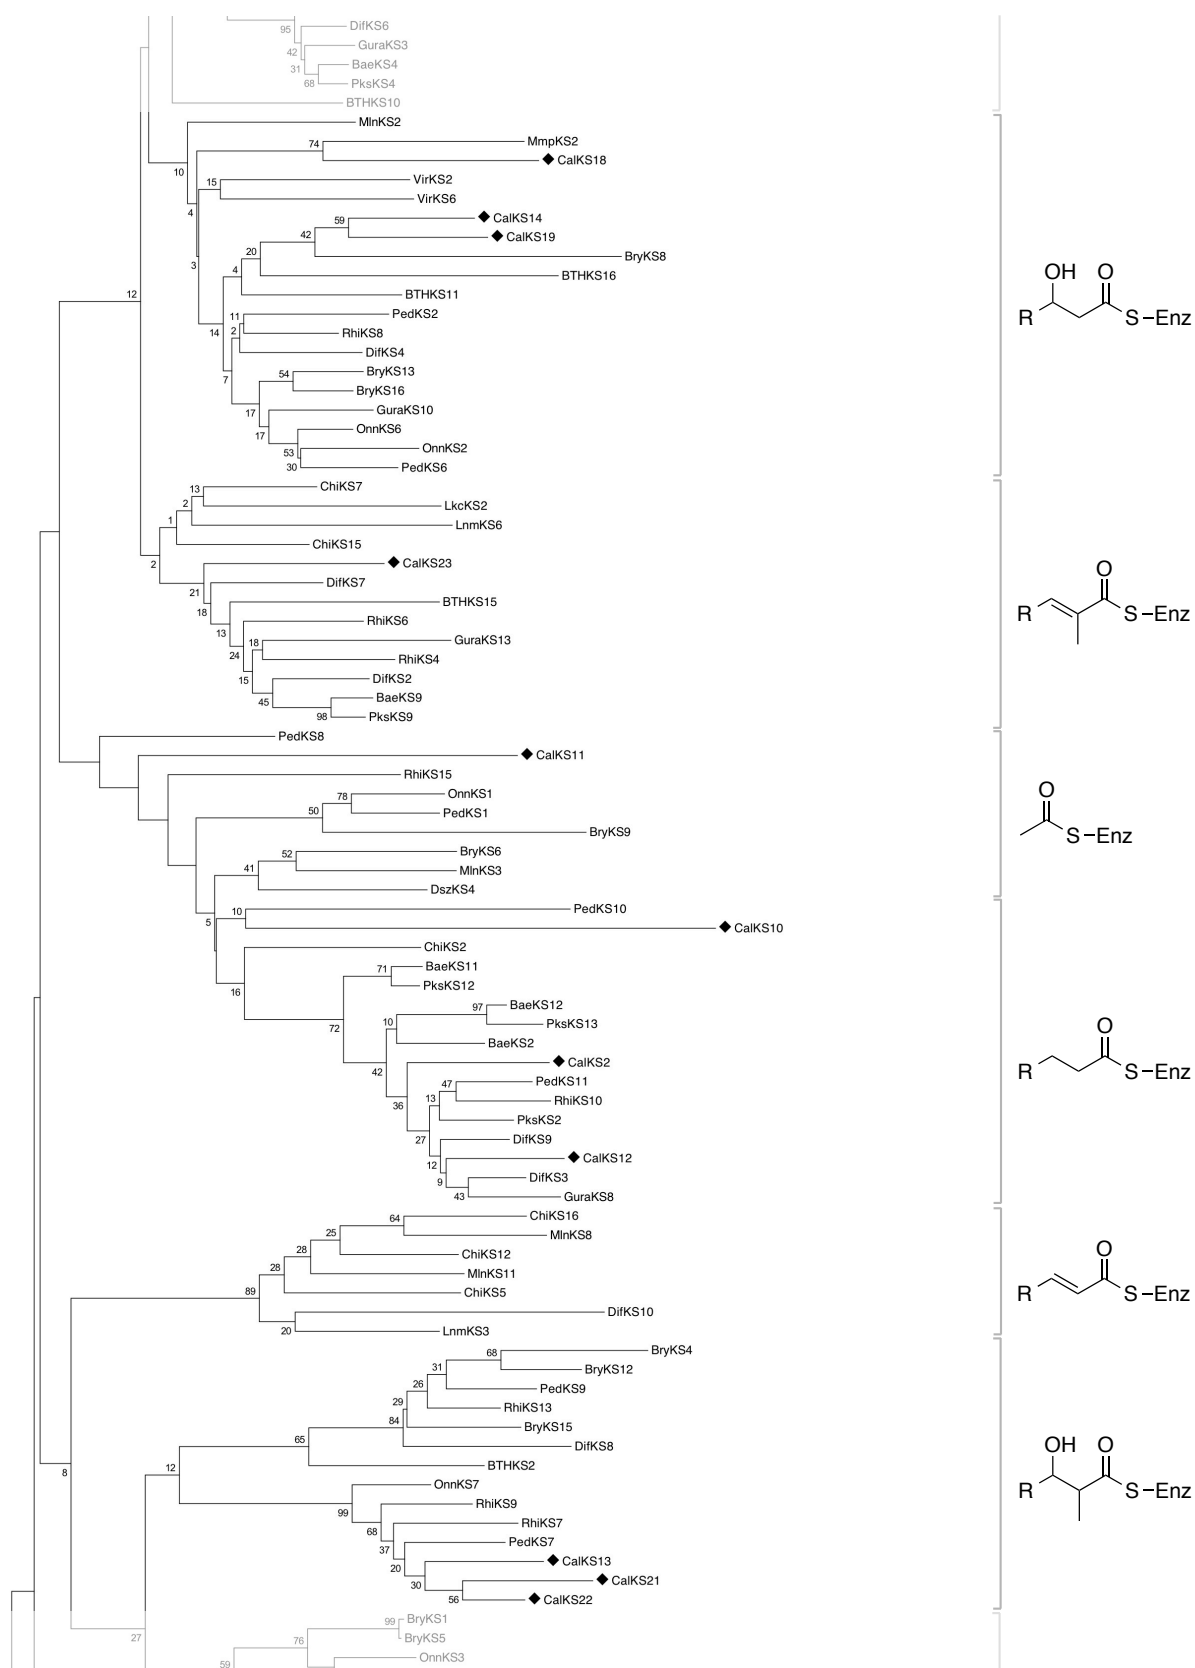 95
DifKS6
GuraKS3
42
BaeKS4
31
68
PksKS4
BTHKS10
MlnKS2
74
MmpKS2
CalKS18
10
15
VirKS2
VirKS6
4
59
CalKS14
42
CalKS19
20
BryKS8
3
4
BTHKS16
BTHKS11
12
11
PedKS2
14
2
RhiKS8
DifKS4
7
54
BryKS13
BryKS16
17
GuraKS10
17
OnnKS6
53
OnnKS2
30
PedKS6
OH
O
R
S
Enz
13
ChiKS7
2
LkcKS2
1
LnmKS6
ChiKS15
2
CalKS23
21
DifKS7
18
BTHKS15
13
RhiKS6
24
18
GuraKS13
RhiKS4
15
DifKS2
45
BaeKS9
98
PksKS9
O
R
S
Enz
PedKS8
CalKS11
RhiKS15
78
OnnKS1
50
PedKS1
BryKS9
52
BryKS6
41
MlnKS3
DszKS4
O
S
Enz
5
10
PedKS10
CalKS10
ChiKS2
16
71
BaeKS11
PksKS12
72
97
BaeKS12
10
PksKS13
BaeKS2
42
CalKS2
36
47
PedKS11
13
RhiKS10
PksKS2
27
DifKS9
12
CalKS12
9
DifKS3
43
GuraKS8
O
R
S
Enz
64
ChiKS16
25
MlnKS8
28
ChiKS12
28
MlnKS11
89
ChiKS5
DifKS10
20
LnmKS3
O
R
S
Enz
68
BryKS4
31
BryKS12
26
PedKS9
29
RhiKS13
84
BryKS15
65
DifKS8
8
12
BTHKS2
OnnKS7
99
RhiKS9
68
RhiKS7
37
PedKS7
20
CalKS13
30
CalKS21
56
CalKS22
OH
O
R
S
Enz
27
99
BryKS1
76
BryKS5
59
OnnKS3